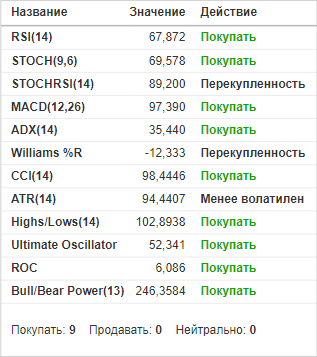 Название Значение Действие
RSI(14) 67,872 Покупать
STOCH(9,6) 69,578 Покупать
STOCHRSI(14) 89,200 Перекупленность
MACD(12,26) 97,390 Покупать
ADX(14) 35,440 Покупать
Williams %R -12,333 Перекупленность
CCI(14) 98,4446 Покупать
ATR(14) 94,4407 Менее волатилен
Highs/Lows(14) 102,8938 Покупать
Ultimate Oscillator 52,341 Покупать
ROC 6,086 Покупать
Bull/Bear Power(13) 246,3584 Покупать
Покупать: 9 Продавать: 0 Нейтрально: 0